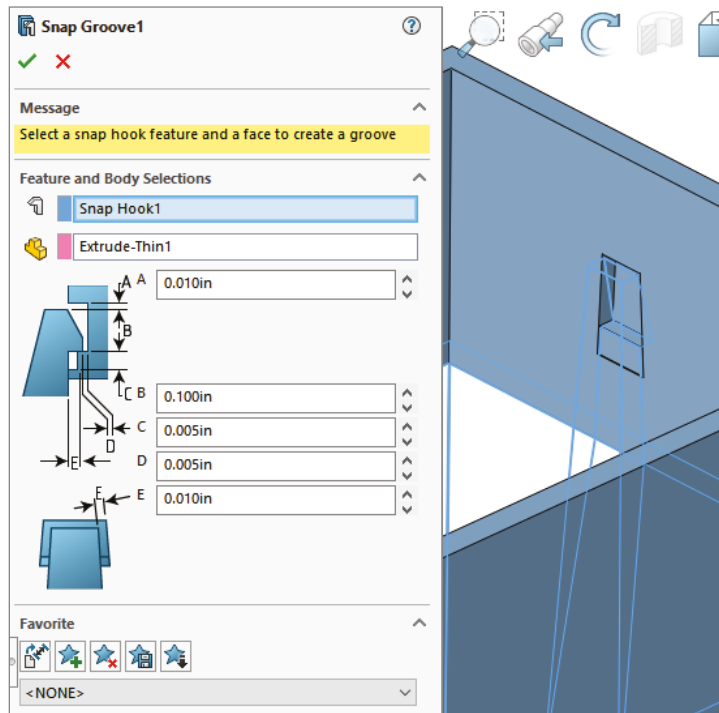 Snap Groove1
Message
Select a snap hook feature and a face to create a groove
Feature and Body Selections
Snap Hook1
Extrude-Thin1
A
A
0.010in
B
C
B
0.100in
C
0.005in
D
D
0.005in
E
E
E
0.010in
Favorite
<NONE>